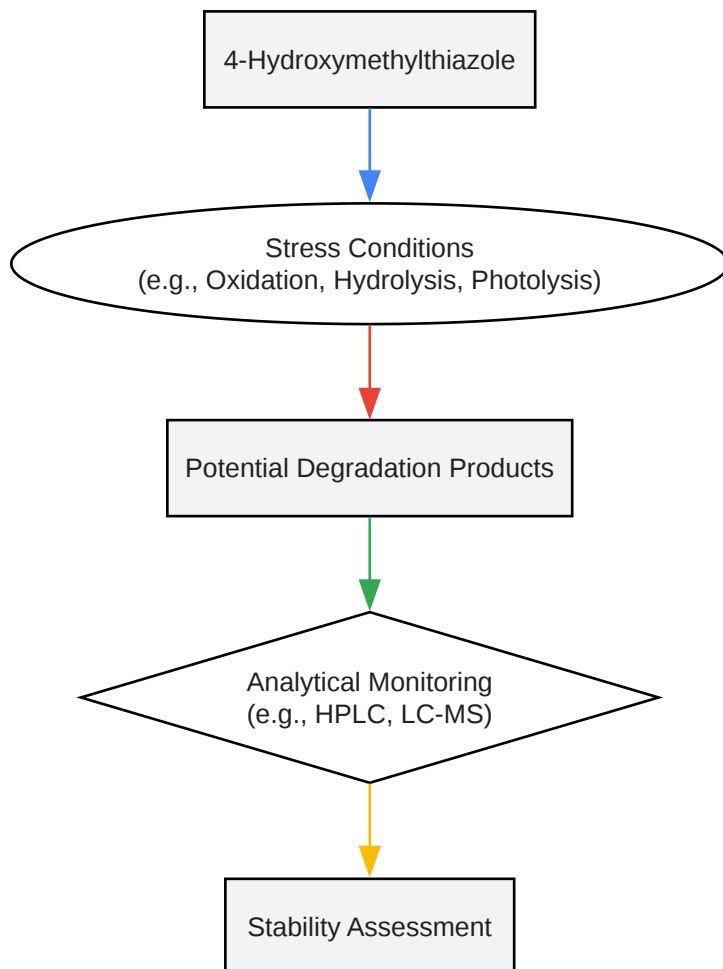 4-Hydroxymethylthiazole
Stress Conditions
(e.g., Oxidation, Hydrolysis, Photolysis)
Potential Degradation Products
Analytical Monitoring
(e.g., HPLC, LC-MS)
Stability Assessment